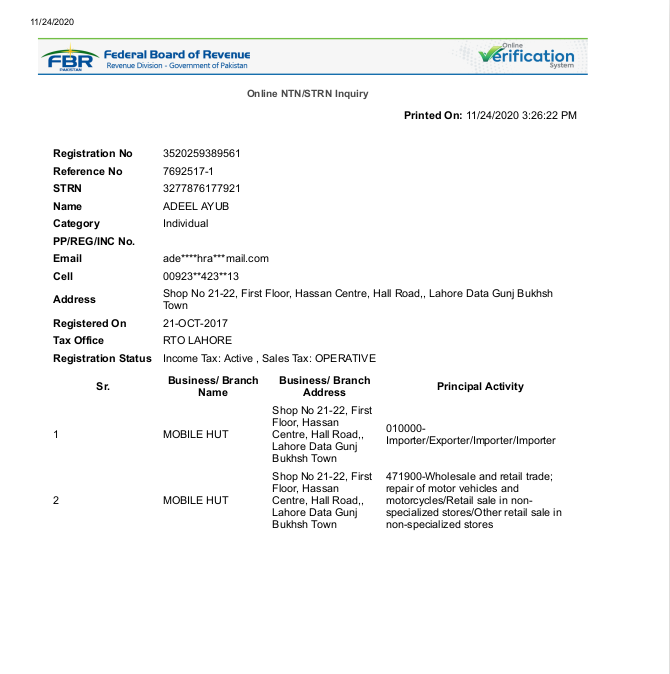 11/24/2020
FBR
PAKISTAN
Federal Board of Revenue
Revenue Division - Government of Pakistan
Online
Verification
System
Online NTN/STRN Inquiry
Printed On: 11/24/2020 3:26:22 PM
Registration No 3520259389561
Reference No 7692517-1
STRN 3277876177921
Name ADEEL AYUB
Category Individual
PP/REG/INC No.
Email ade****hra***mail.com
Cell 00923**423**13
Address Shop No 21-22, First Floor, Hassan Centre, Hall Road,, Lahore Data Gunj Bukhsh
Town
Registered On 21-OCT-2017
Tax Office RTO LAHORE
Registration Status Income Tax: Active , Sales Tax: OPERATIVE
Sr.
Business/ Branch
Name
Business/ Branch
Address
Principal Activity
1
MOBILE HUT
Shop No 21-22, First
Floor, Hassan
Centre, Hall Road,,
Lahore Data Gunj
Bukhsh Town
010000-
Importer/Exporter/Importer/Importer
2
MOBILE HUT
Shop No 21-22, First
Floor, Hassan
Centre, Hall Road,,
Lahore Data Gunj
Bukhsh Town
471900-Wholesale and retail trade;
repair of motor vehicles and
motorcycles/Retail sale in non-
specialized stores/Other retail sale in
non-specialized stores